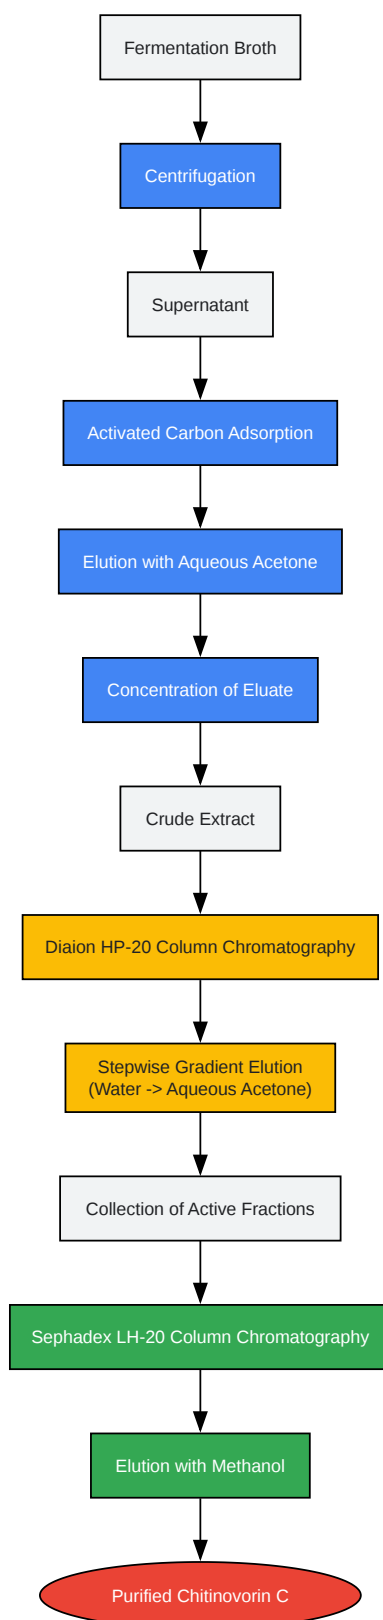 Fermentation Broth
Centrifugation
Supernatant
Activated Carbon Adsorption
Elution with Aqueous Acetone
Concentration of Eluate
Crude Extract
Diaion HP-20 Column Chromatography
Stepwise Gradient Elution
(Water -> Aqueous Acetone)
Collection of Active Fractions
Sephadex LH-20 Column Chromatography
Elution with Methanol
Purified Chitinovorin C